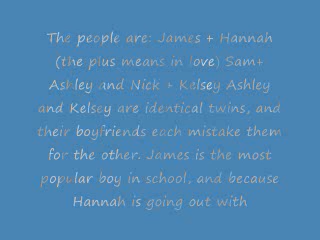 The people are: James + Hannah
(the plus means in love) Sam+
Ashley and Nick + Kelsey Ashley
and Kelsey are identical twins, and
their boyfriends each mistake them
for the other. James is the most
popular boy in school, and because
Hannah is going out with